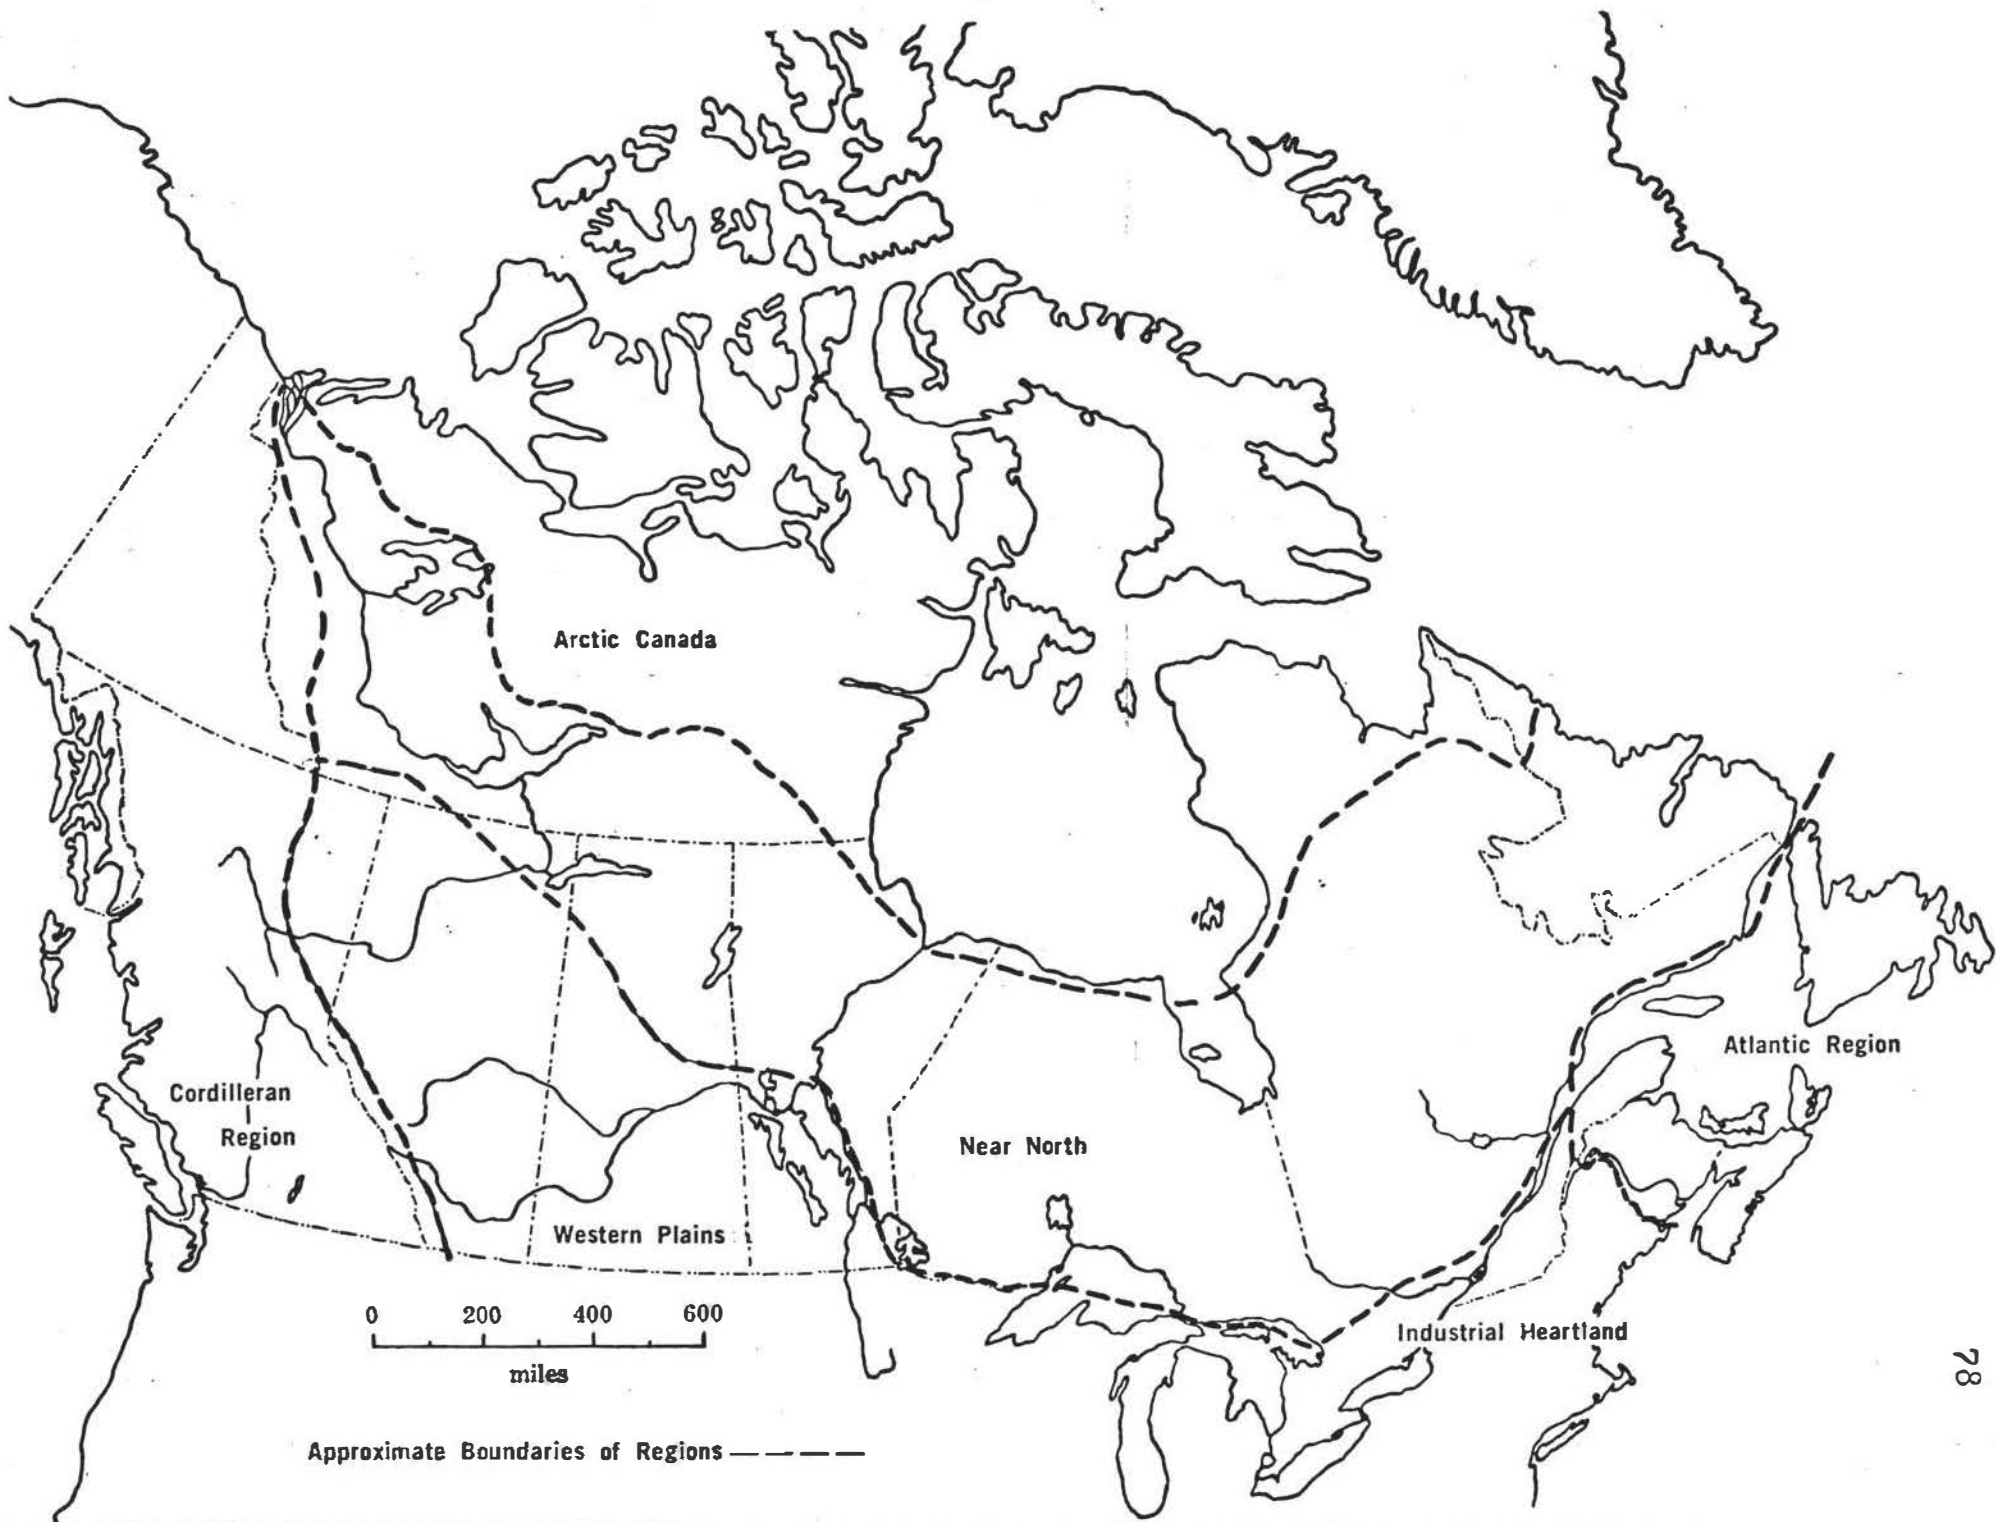 Arctic Canada
Atlantic Region
Cordilleran
Region
Near North
Western Plains
0 200 400 600
miles
Industrial Heartland
Approximate Boundaries of Regions
78